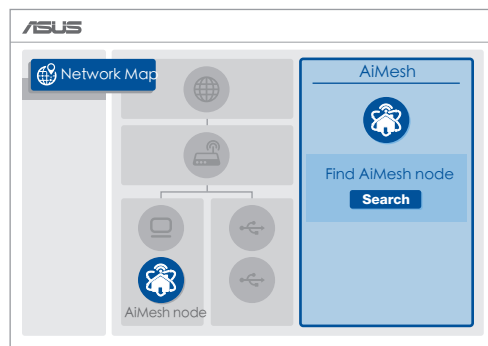 ASUS
Network Map
AiMesh
Find AiMesh node
Search
AiMesh node